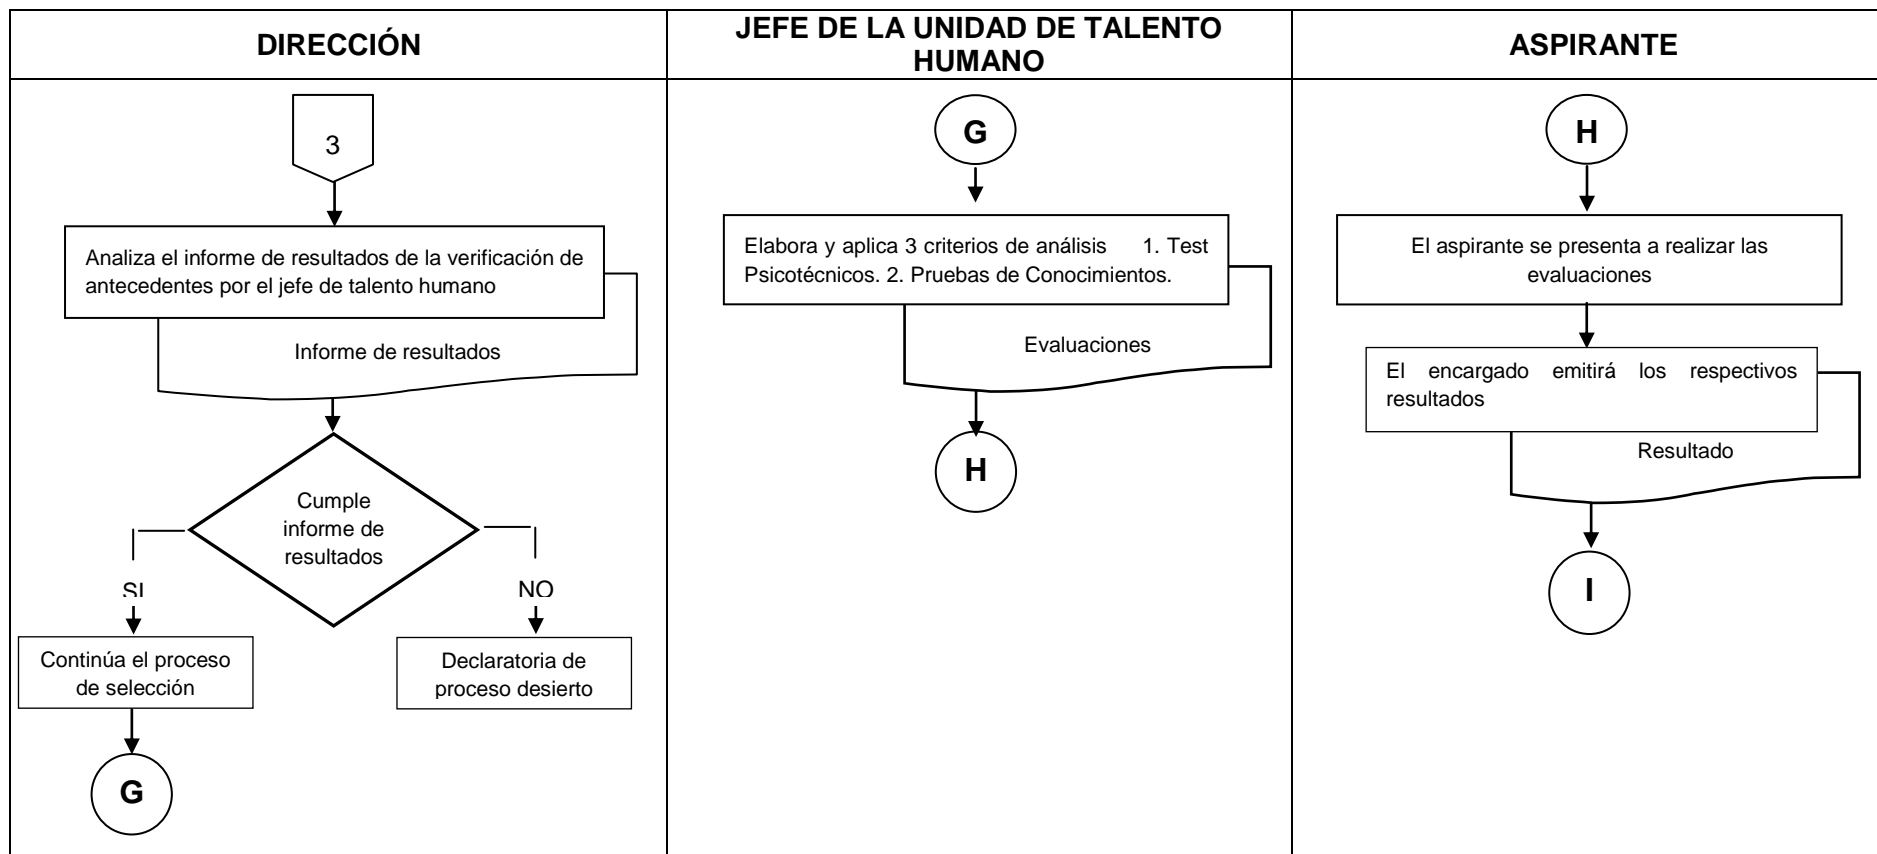 DIRECCIÓN
JEFE DE LA UNIDAD DE TALENTO
HUMANO
ASPIRANTE
3
Analiza el informe de resultados de la verificación de
antecedentes por el jefe de talento humano
Informe de resultados
Cumple
informe de
resultados
SI
NO
Continúa el proceso
de selección
Declaratoria de
proceso desierto
G
G
Elabora y aplica 3 criterios de análisis 1. Test
Psicotécnicos. 2. Pruebas de Conocimientos.
Evaluaciones
H
H
El aspirante se presenta a realizar las
evaluaciones
El encargado emitirá los respectivos
resultados
Resultado
I